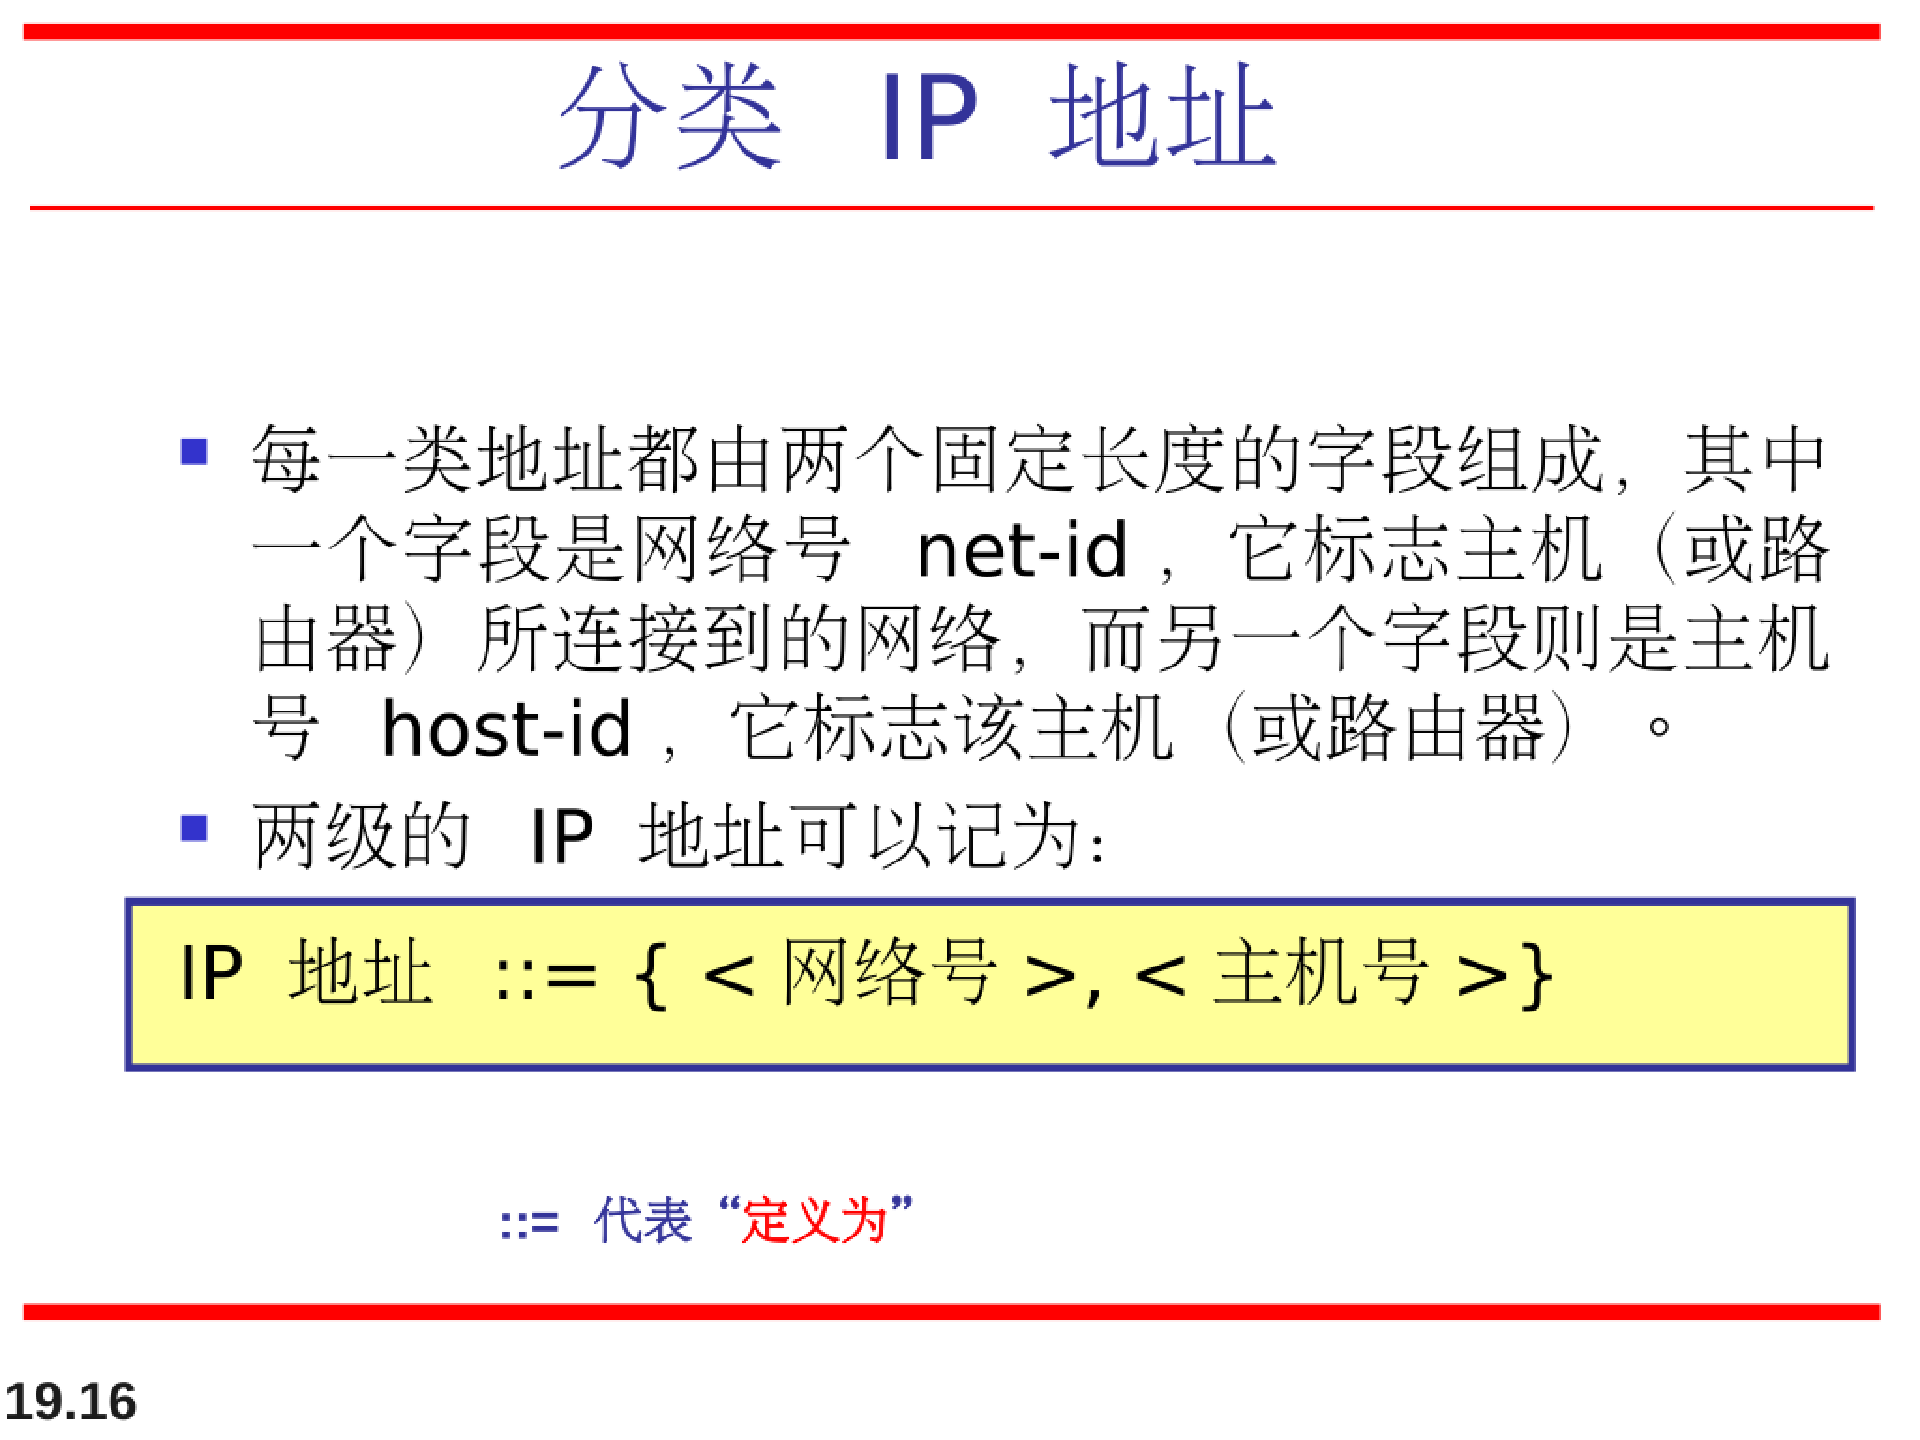 分类 IP 地址
每一类地址都由两个固定长度的字段组成，其中
一个字段是网络号 net-id，它标志主机（或路
由器）所连接到的网络，而另一个字段则是主机
号 host-id，它标志该主机（或路由器）。
两级的 IP 地址可以记为：
IP 地址 ::= { <网络号>, <主机号>}
::= 代表“定义为”
19.16